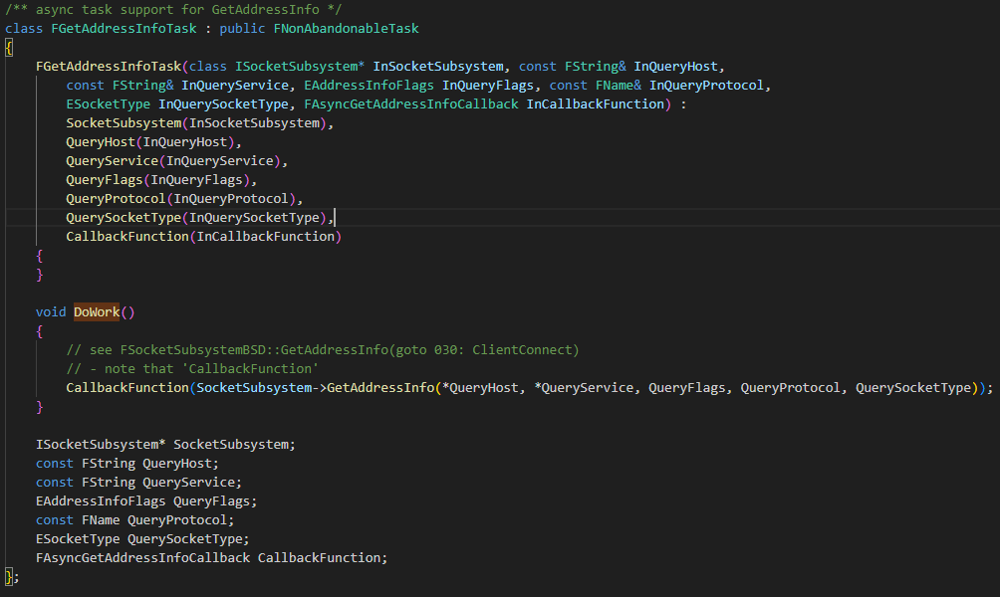 /** async task support for GetAddressInfo */
class FGetAddressInfoTask : public FNonAbandonableTask
{
    FGetAddressInfoTask(class ISocketSubsystem* InSocketSubsystem, const FString& InQueryHost,
        const FString& InQueryService, EAddressInfoFlags InQueryFlags, const FName& InQueryProtocol,
        ESocketType InQuerySocketType, FAsyncGetAddressInfoCallback InCallbackFunction) :
        SocketSubsystem(InSocketSubsystem),
        QueryHost(InQueryHost),
        QueryService(InQueryService),
        QueryFlags(InQueryFlags),
        QueryProtocol(InQueryProtocol),
        QuerySocketType(InQuerySocketType),
        CallbackFunction(InCallbackFunction)
    {
    }

    void DoWork()
    {
        // see FSocketSubsystemBSD::GetAddressInfo(goto 030: ClientConnect)
        // - note that 'CallbackFunction'
        CallbackFunction(SocketSubsystem->GetAddressInfo(*QueryHost, *QueryService, QueryFlags, QueryProtocol, QuerySocketType));
    }

    ISocketSubsystem* SocketSubsystem;
    const FString QueryHost;
    const FString QueryService;
    EAddressInfoFlags QueryFlags;
    const FName QueryProtocol;
    ESocketType QuerySocketType;
    FAsyncGetAddressInfoCallback CallbackFunction;
};